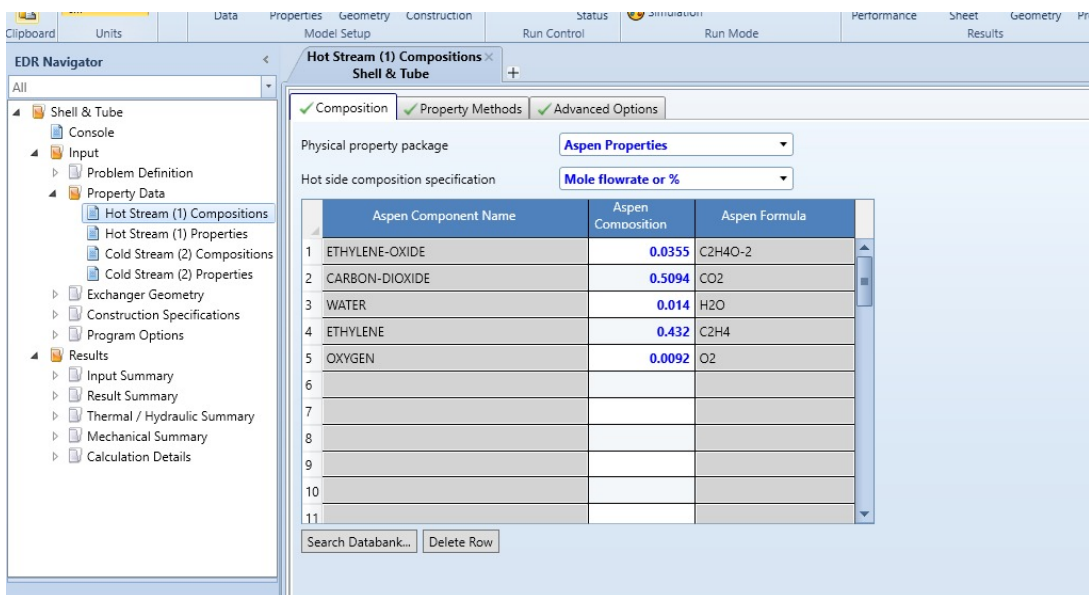 Data Properties Geometry Construction Status Performance Sheet Geometry
Clipboard Units Model Setup Run Control Run Mode Results
EDR Navigator
All
Shell & Tube
Console
Input
Problem Definition
Property Data
Hot Stream (1) Compositions
Hot Stream (1) Properties
Cold Stream (2) Compositions
Cold Stream (2) Properties
Exchanger Geometry
Construction Specifications
Program Options
Results
Input Summary
Result Summary
Thermal / Hydraulic Summary
Mechanical Summary
Calculation Details
Hot Stream (1) Compositions ×
Shell & Tube +
Composition Property Methods Advanced Options
Physical property package Aspen Properties
Hot side composition specification Mole flowrate or %
Aspen Component Name Aspen Composition Aspen Formula
1 ETHYLENE-OXIDE 0.0355 C2H4O-2
2 CARBON-DIOXIDE 0.5094 CO2
3 WATER 0.014 H2O
4 ETHYLENE 0.432 C2H4
5 OXYGEN 0.0092 O2
6
7
8
9
10
11
Search Databank... Delete Row